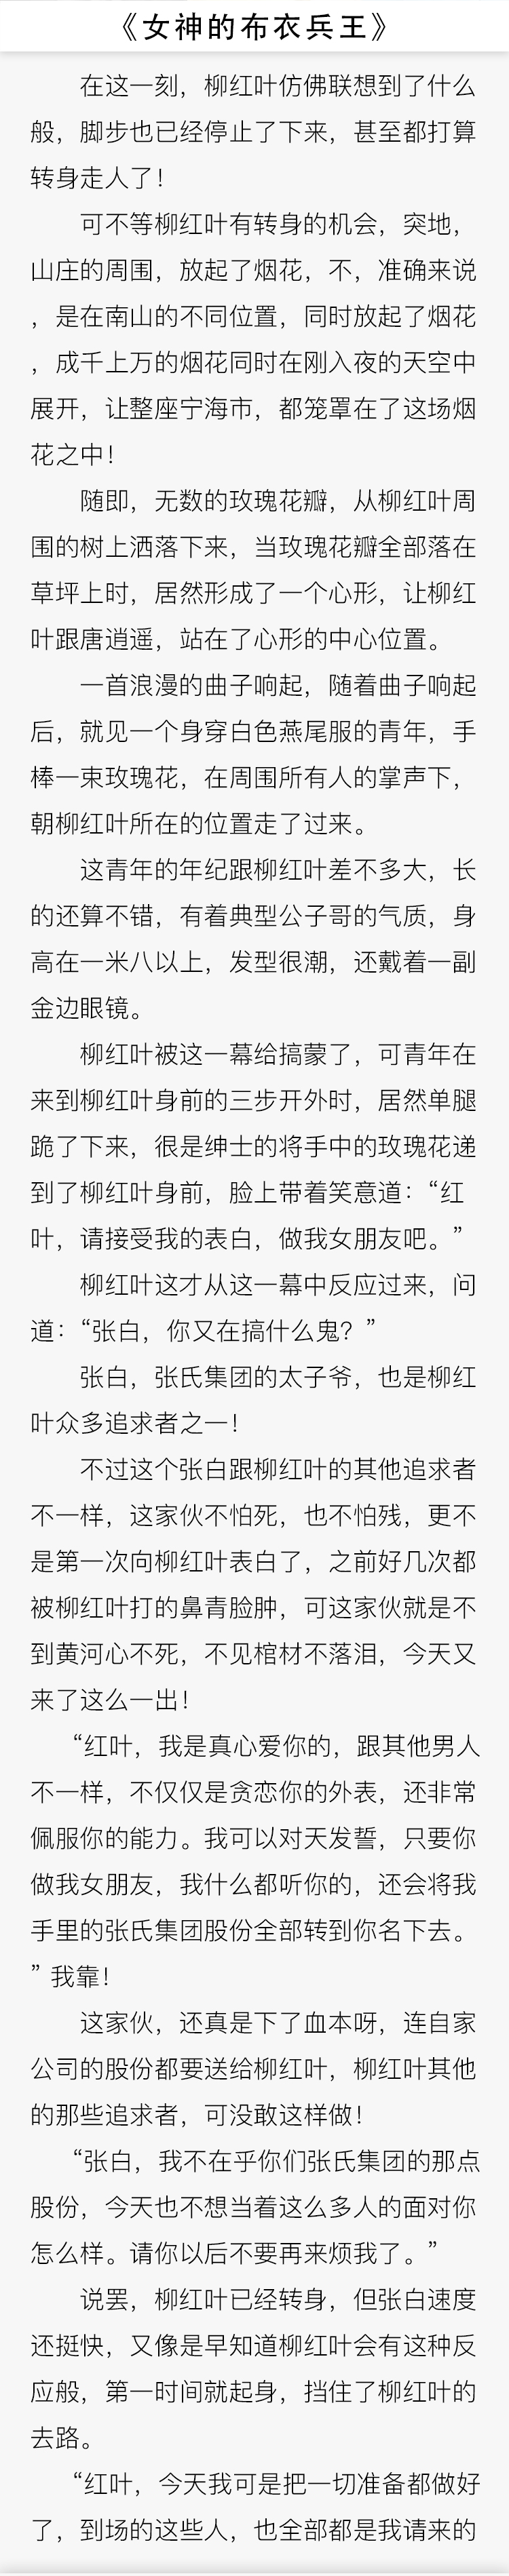 《女神的布衣兵王》
在这一刻，柳红叶仿佛联想到了什么
般，脚步也已经停止了下来，甚至都打算
转身走人了！
可不等柳红叶有转身的机会，突地，
山庄的周围，放起了烟花，不，准确来说
，是在南山的不同位置，同时放起了烟花
，成千上万的烟花同时在刚入夜的天空中
展开，让整座宁海市，都笼罩在了这场烟
花之中！
随即，无数的玫瑰花瓣，从柳红叶周
围的树上洒落下来，当玫瑰花瓣全部落在
草坪上时，居然形成了一个心形，让柳红
叶跟唐逍遥，站在了心形的中心位置。
一首浪漫的曲子响起，随着曲子响起
后，就见一个身穿白色燕尾服的青年，手
棒一束玫瑰花，在周围所有人的掌声下，
朝柳红叶所在的位置走了过来。
这青年的年纪跟柳红叶差不多大，长
的还算不错，有着典型公子哥的气质，身
高在一米八以上，发型很潮，还戴着一副
金边眼镜。
柳红叶被这一幕给搞蒙了，可青年在
来到柳红叶身前的三步开外时，居然单腿
跪了下来，很是绅士的将手中的玫瑰花递
到了柳红叶身前，脸上带着笑意道：“红
叶，请接受我的表白，做我女朋友吧。”
柳红叶这才从这一幕中反应过来，问
道：“张白，你又在搞什么鬼？”
张白，张氏集团的太子爷，也是柳红
叶众多追求者之一！
不过这个张白跟柳红叶的其他追求者
不一样，这家伙不怕死，也不怕残，更不
是第一次向柳红叶表白了，之前好几次都
被柳红叶打的鼻青脸肿，可这家伙就是不
到黄河心不死，不见棺材不落泪，今天又
来了这么一出！
“红叶，我是真心爱你的，跟其他男人
不一样，不仅仅是贪恋你的外表，还非常
佩服你的能力。我可以对天发誓，只要你
做我女朋友，我什么都听你的，还会将我
手里的张氏集团股份全部转到你名下去。
”我靠！
这家伙，还真是下了血本呀，连自家
公司的股份都要送给柳红叶，柳红叶其他
的那些追求者，可没敢这样做！
“张白，我不在乎你们张氏集团的那点
股份，今天也不想当着这么多人的面对你
怎么样。请你以后不要再来烦我了。”
说罢，柳红叶已经转身，但张白速度
还挺快，又像是早知道柳红叶会有这种反
应般，第一时间就起身，挡住了柳红叶的
去路。
“红叶，今天我可是把一切准备都做好
了，到场的这些人，也全部都是我请来的